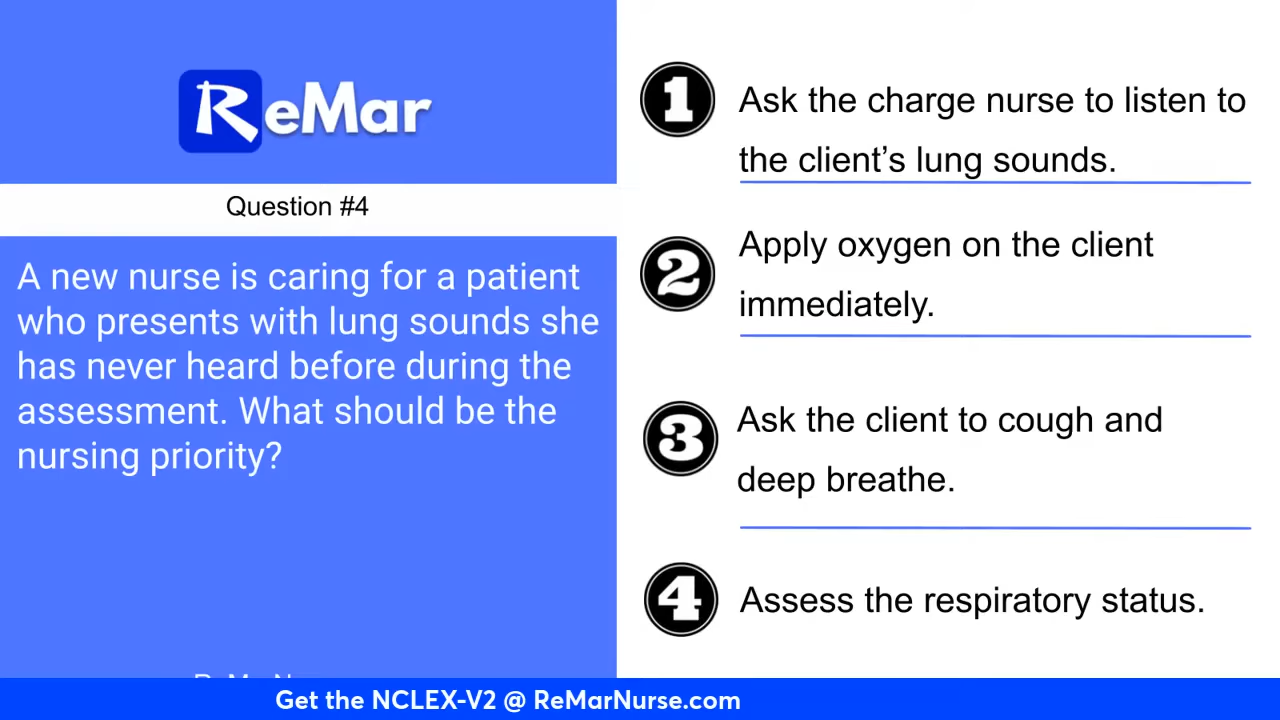 ReMar
Question #4
A new nurse is caring for a patient
who presents with lung sounds she
has never heard before during the
assessment. What should be the
nursing priority?
1
Ask the charge nurse to listen to
the client’s lung sounds.
2
Apply oxygen on the client
immediately.
3
Ask the client to cough and
deep breathe.
4
Assess the respiratory status.
Get the NCLEX-V2 @ ReMarNurse.com